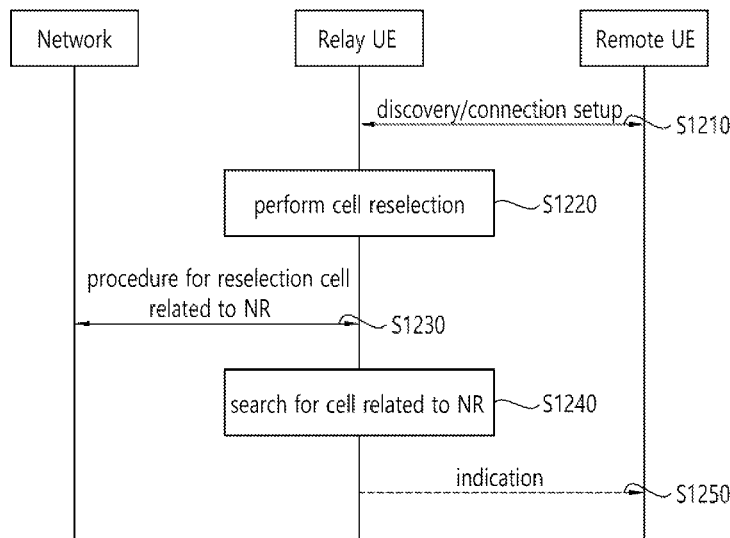 Network
Relay UE
Remote UE
discovery/connection setup
S1210
perform cell reselection
S1220
procedure for reselection cell
related to NR
S1230
search for cell related to NR
S1240
indication
S1250